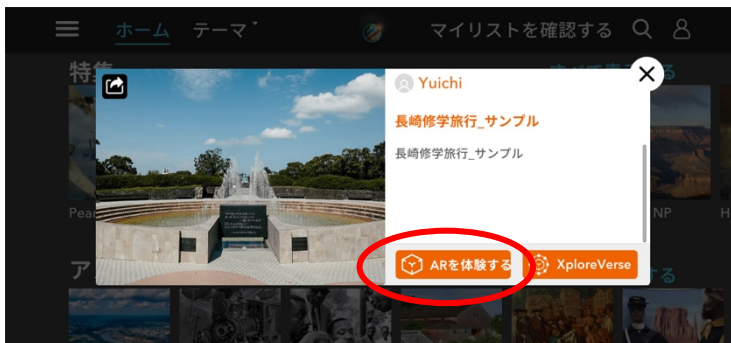 ホーム テーマ マイリストを確認する
特集
Yuichi
長崎修学旅行_サンプル
長崎修学旅行_サンプル
Pea
NP
H
ARを体験する XploreVerse
ア
る